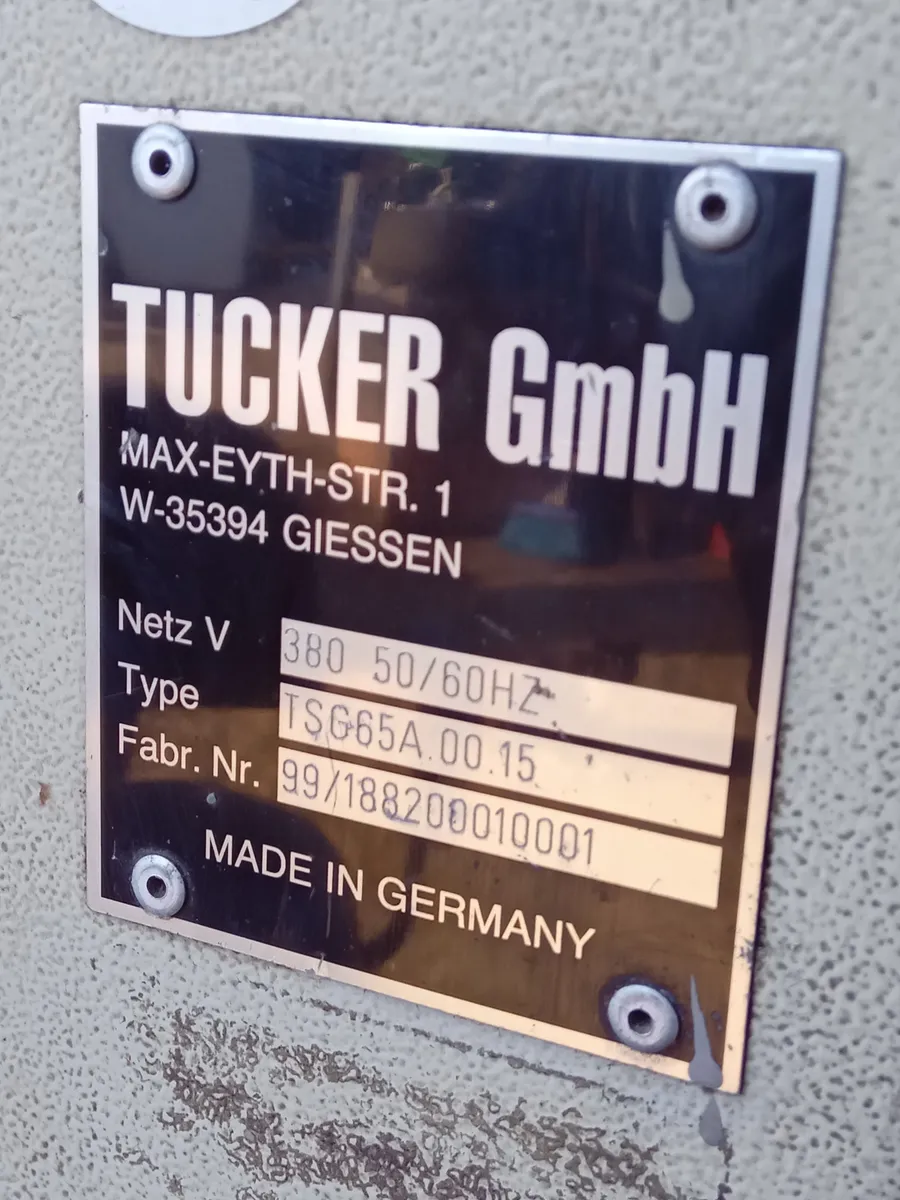 TUCKER GmbH
MAX-EYTH-STR. 1
W-35394 GIESSEN
Netz V 380 50/60HZ.
Type TSG65A.00.15
Fabr. Nr. 99/188200010001
MADE IN GERMANY